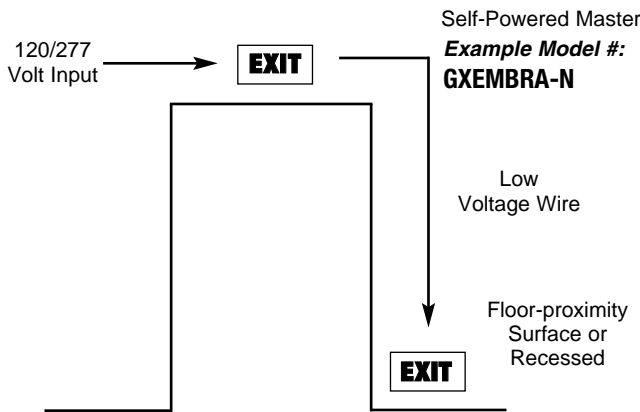 Self-Powered Master
Example Model #:
GXEMBRA-N
120/277
Volt Input
EXIT
Low
Voltage Wire
Floor-proximity
Surface or
Recessed
EXIT